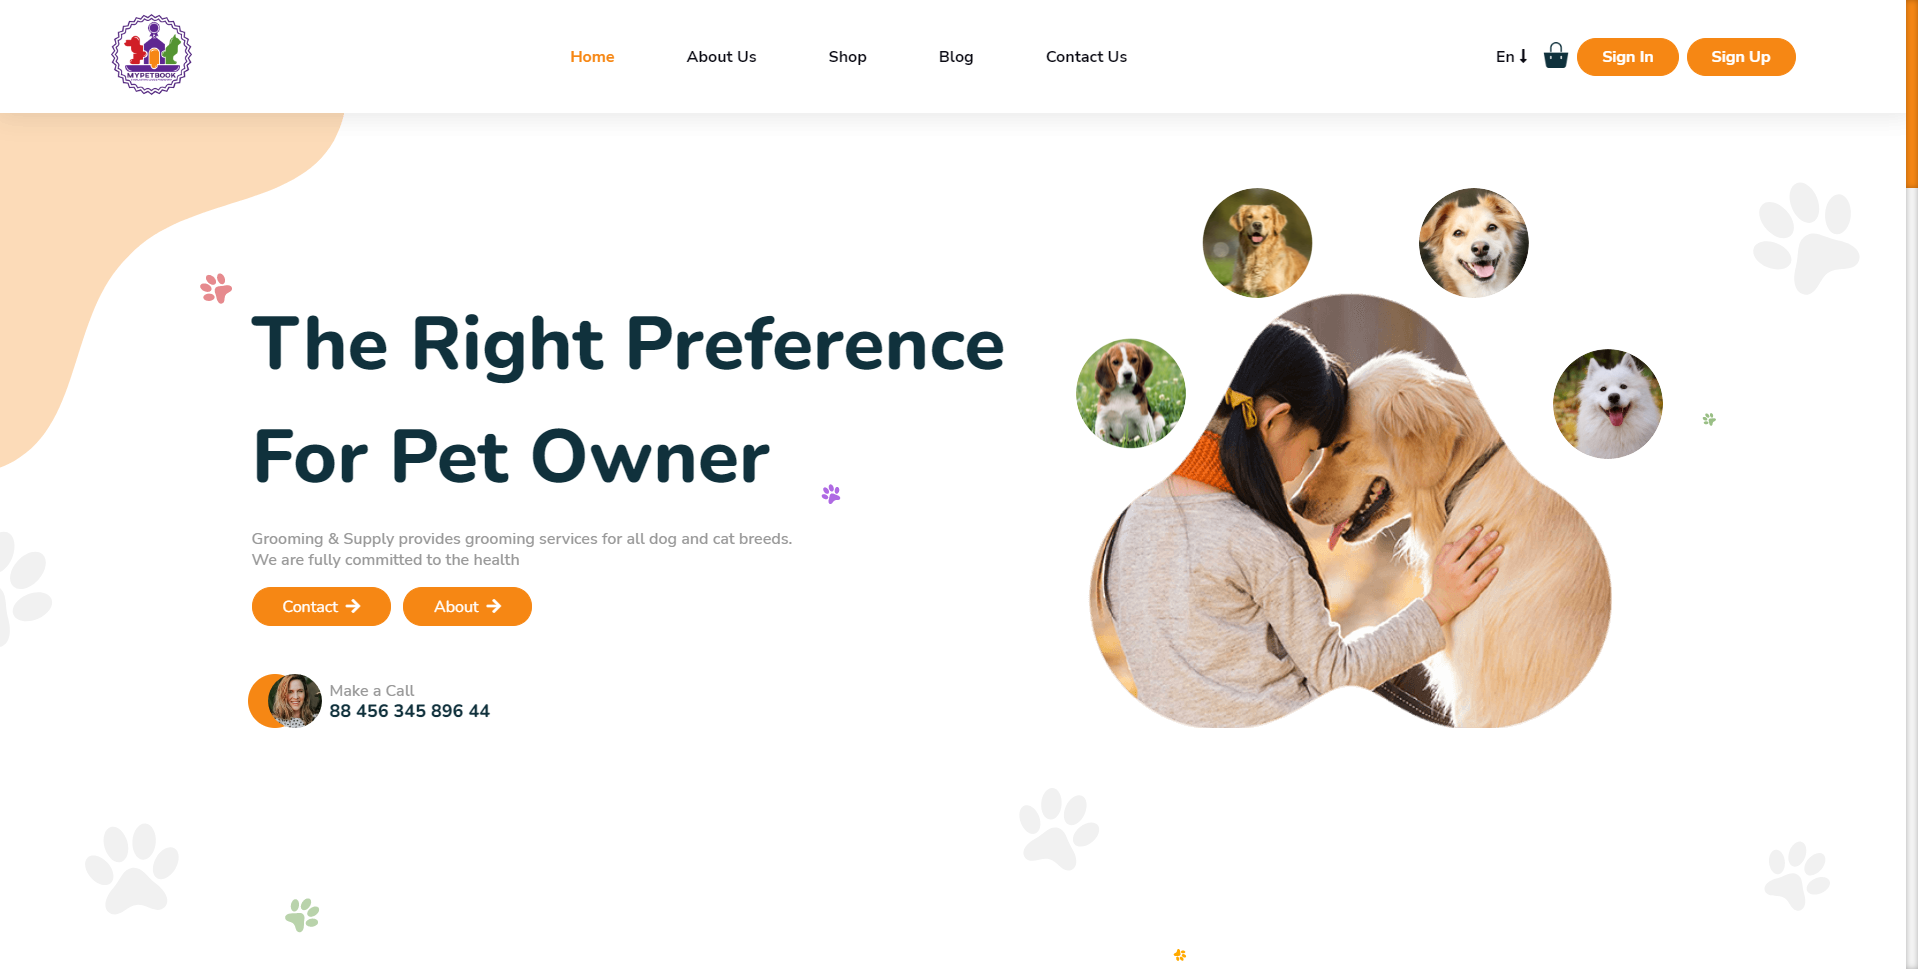 MYPETBOOK
Home
About Us
Shop
Blog
Contact Us
En
Sign In
Sign Up
The Right Preference
For Pet Owner
Grooming & Supply provides grooming services for all dog and cat breeds.
We are fully committed to the health
Contact
About
Make a Call
88 456 345 896 44